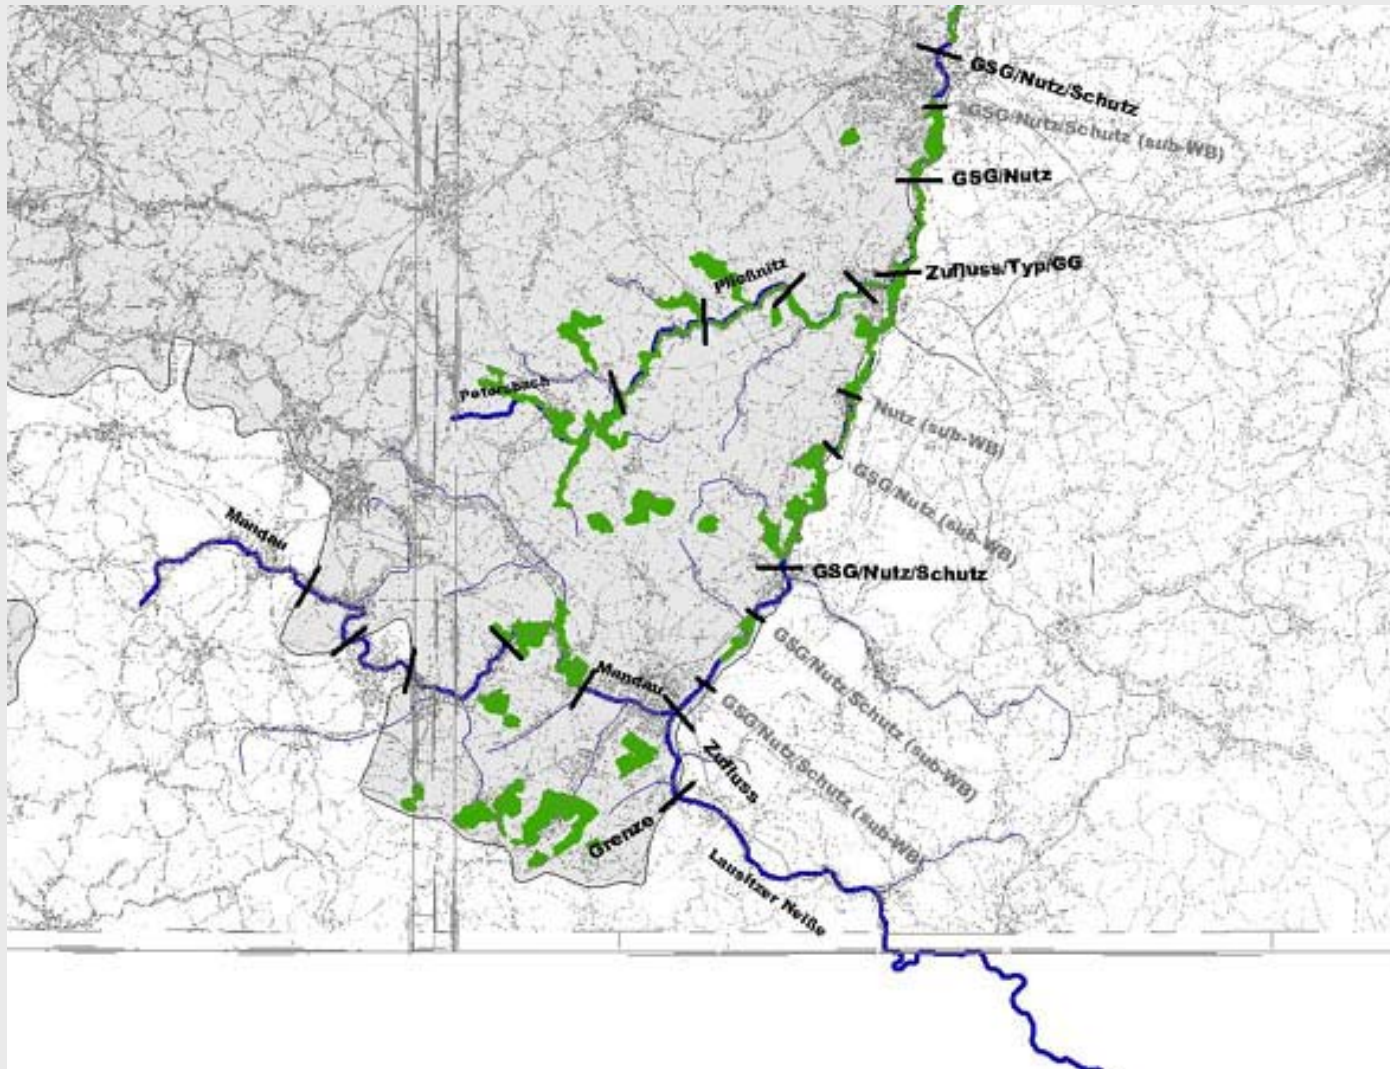 GSG/Nutz/Schutz
GSG/Nutz/Schutz (sub-WB)
GSG/Nutz
Zufluss/Typ/GG
Pließnitz
Petersbach
Nutz (sub-WB)
GSG/Nutz (sub-WB)
Mandau
GSG/Nutz/Schutz
GSG/Nutz/Schutz (sub-WB)
Mandau
GSG/Nutz/Schutz (sub-WB)
Zufluss
Grenze
Lausitzer Neiße